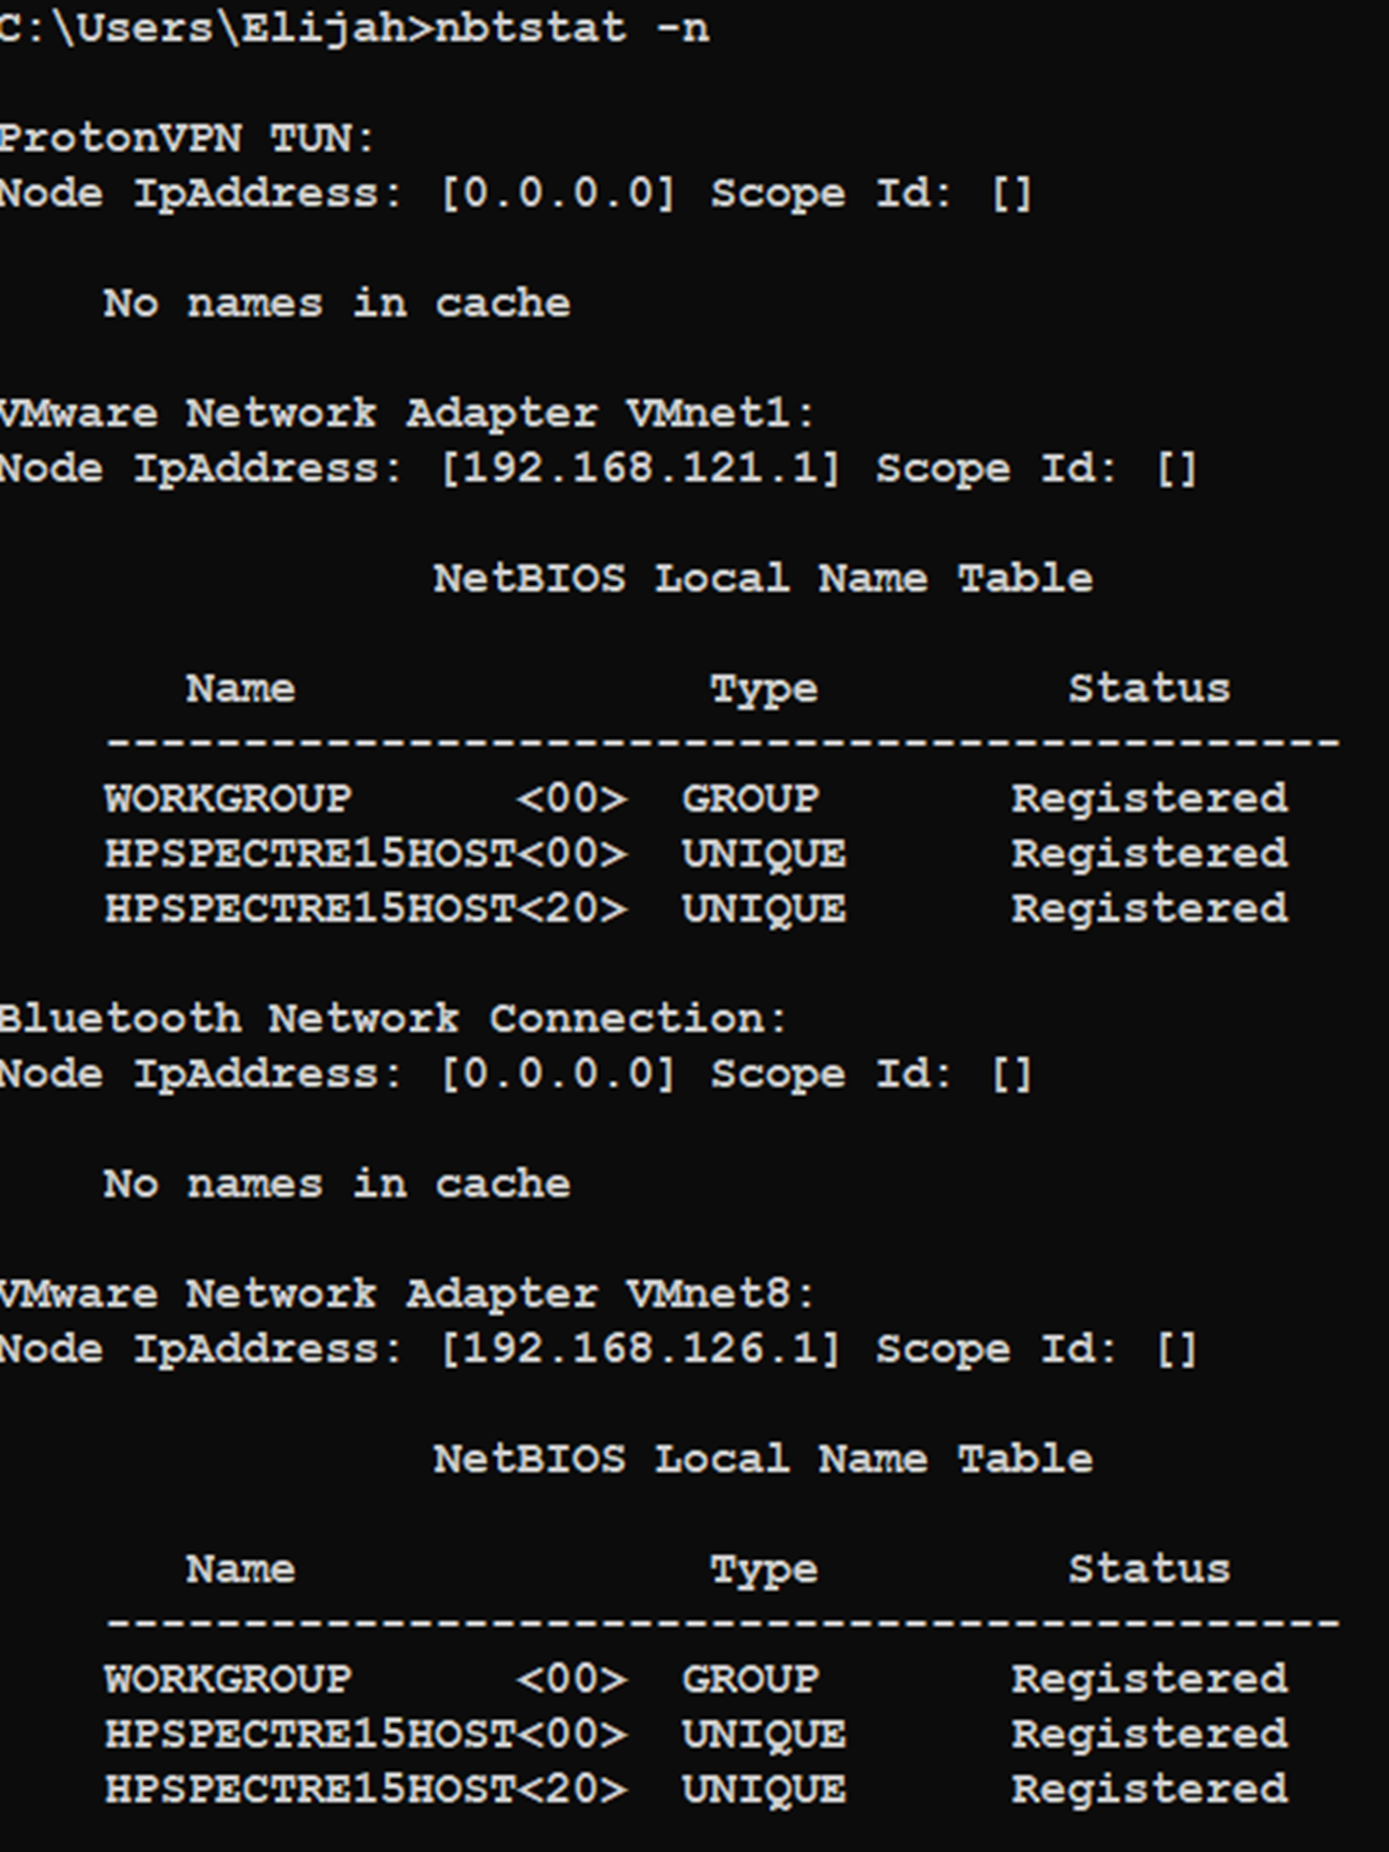 C:\Users\Elijah>nbtstat -n
ProtonVPN TUN:
Node IpAddress: [0.0.0.0] Scope Id: []
No names in cache
VMware Network Adapter VMnet1:
Node IpAddress: [192.168.121.1] Scope Id: []
NetBIOS Local Name Table
Name Type Status
---------------------------------------------
WORKGROUP <00> GROUP Registered
HPSPECTRE15HOST<00> UNIQUE Registered
HPSPECTRE15HOST<20> UNIQUE Registered
Bluetooth Network Connection:
Node IpAddress: [0.0.0.0] Scope Id: []
No names in cache
VMware Network Adapter VMnet8:
Node IpAddress: [192.168.126.1] Scope Id: []
NetBIOS Local Name Table
Name Type Status
---------------------------------------------
WORKGROUP <00> GROUP Registered
HPSPECTRE15HOST<00> UNIQUE Registered
HPSPECTRE15HOST<20> UNIQUE Registered